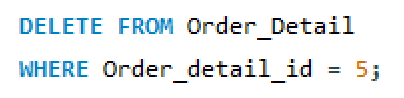 DELETE FROM Order_Detail
WHERE Order_detail_id = 5;